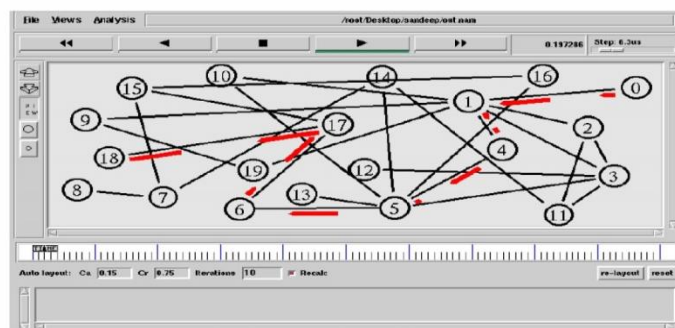 File Views Analysis /root/Desktop/sandeep/out.nam
0.197286 Step: 6.3us
10 14 16
15 0
1
9 17 2
18 4
19 12 3
8 7 13
6 5 11
TIME
Auto layout: Ca 0.15 Cr 0.75 Iterations 10 Recalc re-layout reset